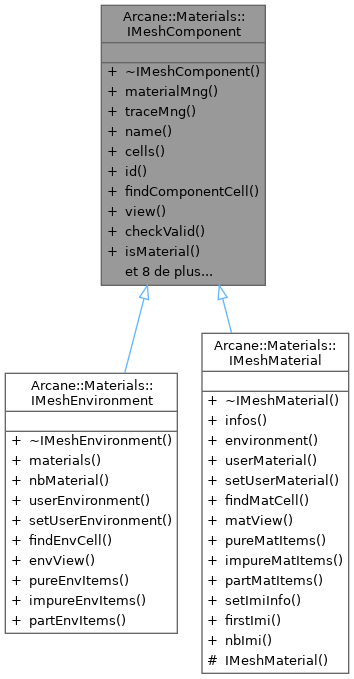 Arcane::Materials::
IMeshComponent
+ ~IMeshComponent()
+ materialMng()
+ traceMng()
+ name()
+ cells()
+ id()
+ findComponentCell()
+ view()
+ checkValid()
+ isMaterial()
et 8 de plus...
Arcane::Materials::
IMeshEnvironment
+ ~IMeshEnvironment()
+ materials()
+ nbMaterial()
+ userEnvironment()
+ setUserEnvironment()
+ findEnvCell()
+ envView()
+ pureEnvItems()
+ impureEnvItems()
+ partEnvItems()
Arcane::Materials::
IMeshMaterial
+ ~IMeshMaterial()
+ infos()
+ environment()
+ userMaterial()
+ setUserMaterial()
+ findMatCell()
+ matView()
+ pureMatItems()
+ impureMatItems()
+ partMatItems()
+ setImiInfo()
+ firstImi()
+ nbImi()
# IMeshMaterial()